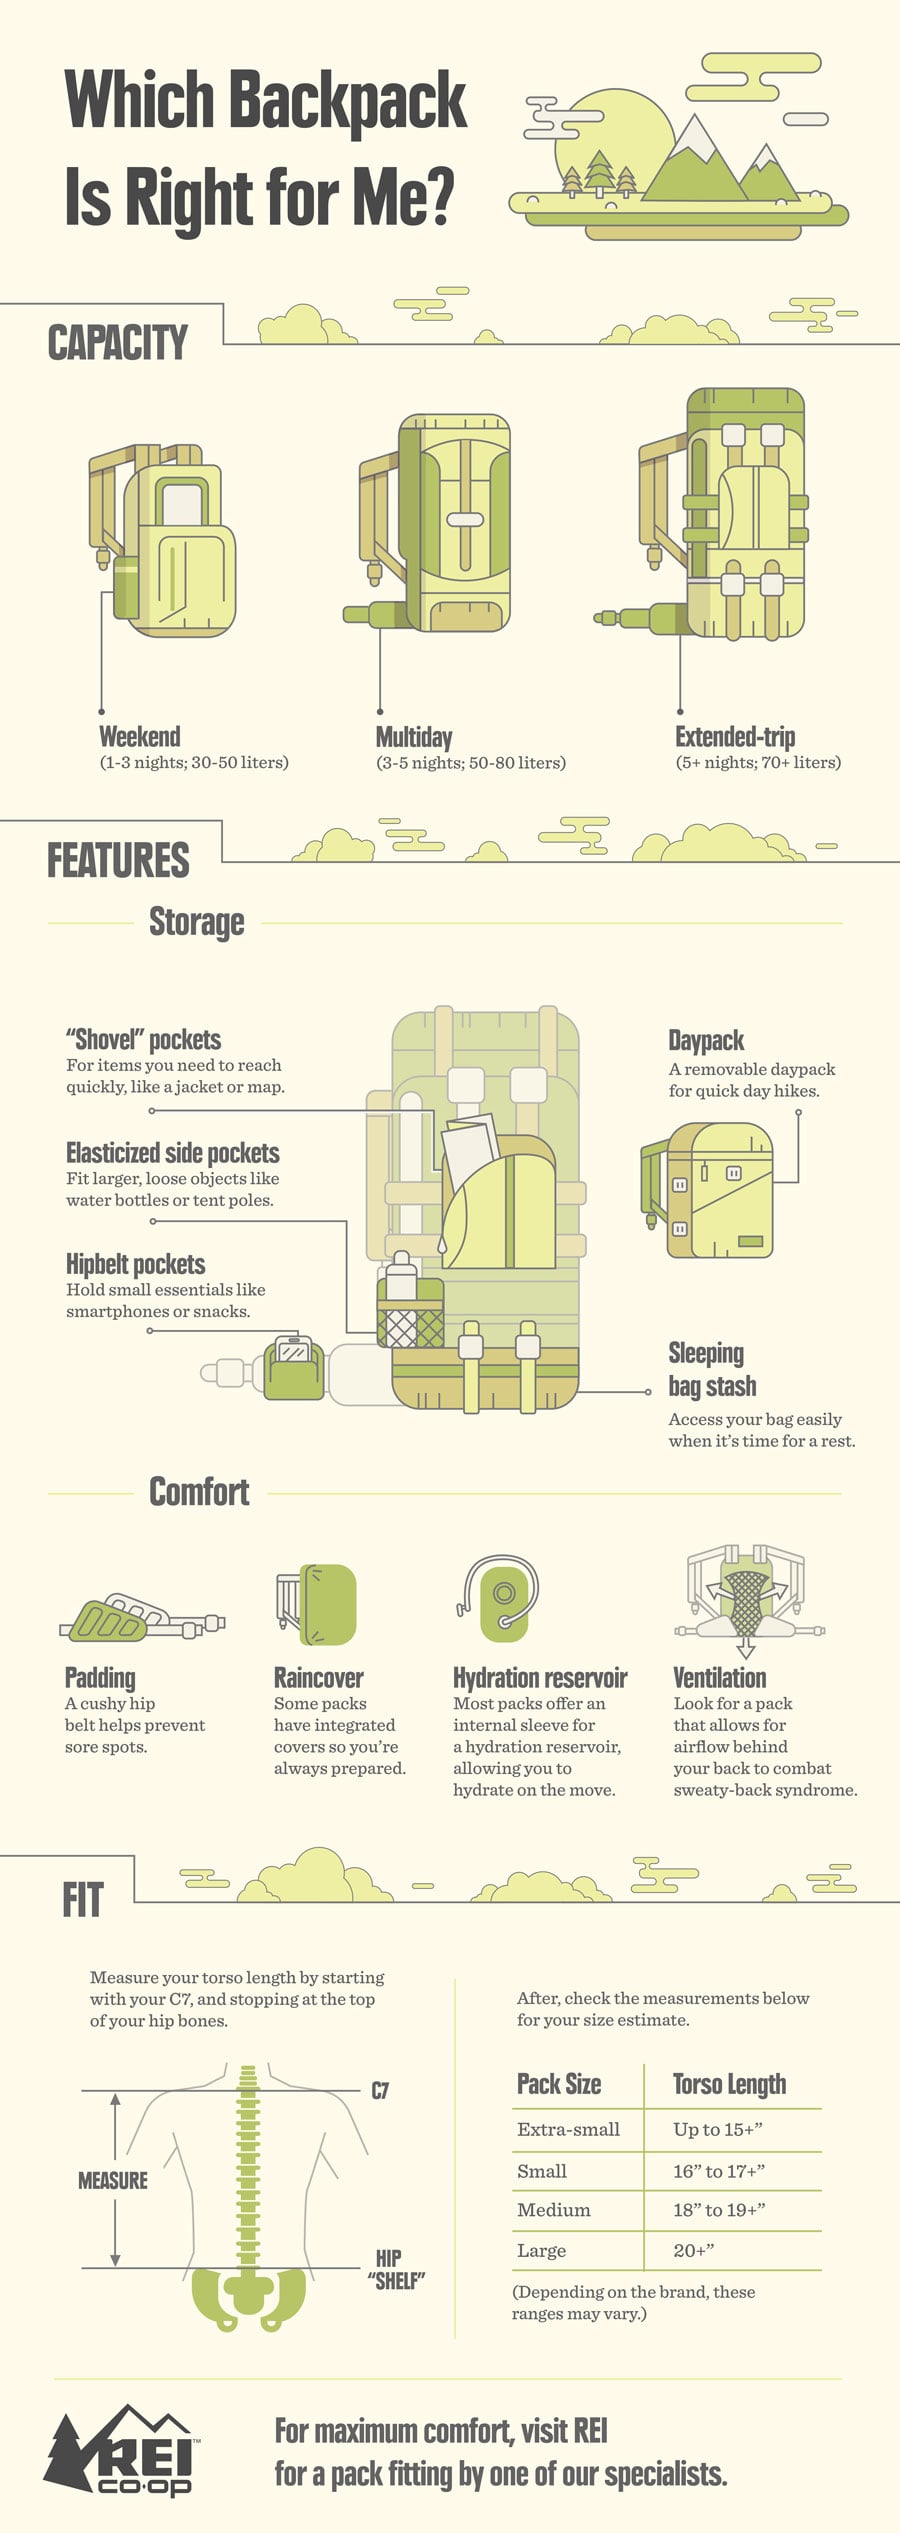 Which Backpack
Is Right for Me?
CAPACITY
Weekend
(1-3 nights; 30-50 liters)
Multiday
(3-5 nights; 50-80 liters)
Extended-trip
(5+ nights; 70+ liters)
FEATURES
Storage
“Shovel” pockets
For items you need to reach
quickly, like a jacket or map.
Elasticized side pockets
Fit larger, loose objects like
water bottles or tent poles.
Hipbelt pockets
Hold small essentials like
smartphones or snacks.
Daypack
A removable daypack
for quick day hikes.
Sleeping
bag stash
Access your bag easily
when it’s time for a rest.
Comfort
Padding
A cushy hip
belt helps prevent
sore spots.
Raincover
Some packs
have integrated
covers so you’re
always prepared.
Hydration reservoir
Most packs offer an
internal sleeve for
a hydration reservoir,
allowing you to
hydrate on the move.
Ventilation
Look for a pack
that allows for
airflow behind
your back to combat
sweaty-back syndrome.
FIT
Measure your torso length by starting
with your C7, and stopping at the top
of your hip bones.
C7
MEASURE
HIP
“SHELF”
After, check the measurements below
for your size estimate.
Pack Size Torso Length
Extra-small Up to 15+”
Small 16” to 17+”
Medium 18” to 19+”
Large 20+”
(Depending on the brand, these
ranges may vary.)
REI™
co·op
For maximum comfort, visit REI
for a pack fitting by one of our specialists.